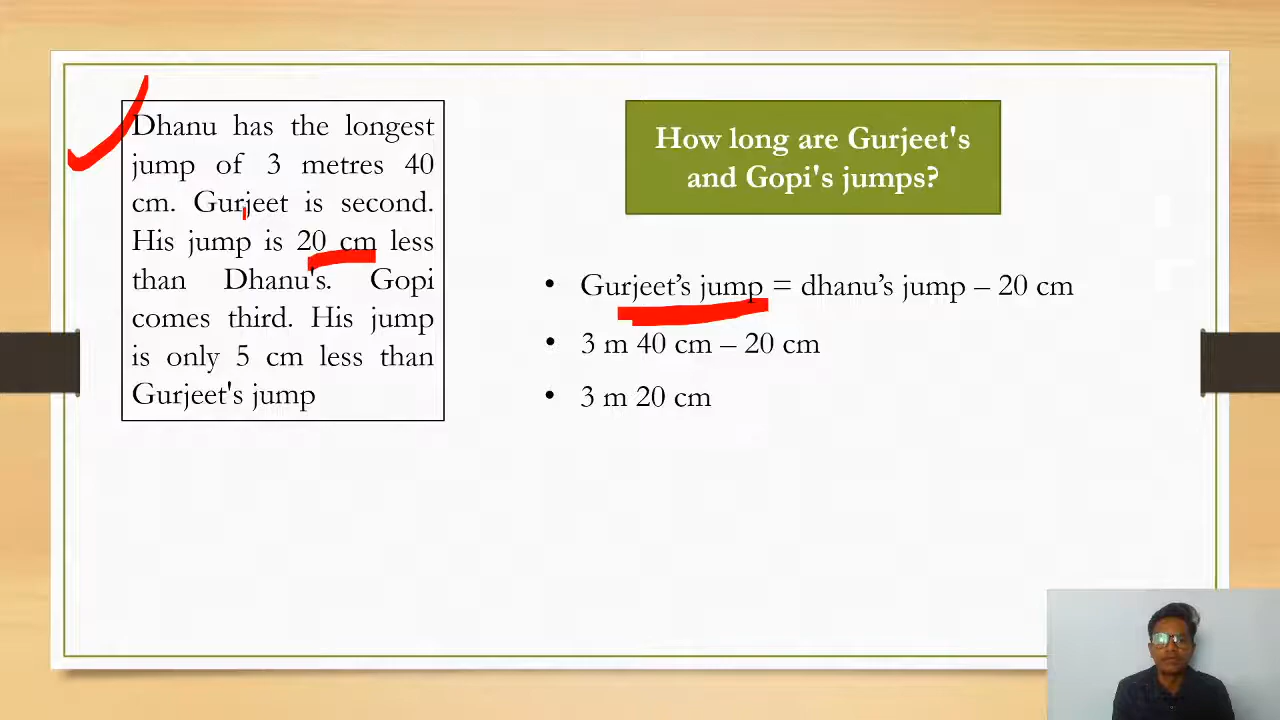 Dhanu has the longest
jump of 3 metres 40
cm. Gurjeet is second.
His jump is 20 cm less
than Dhanu's. Gopi
comes third. His jump
is only 5 cm less than
Gurjeet's jump
How long are Gurjeet's
and Gopi's jumps?
• Gurjeet’s jump = dhanu’s jump – 20 cm
• 3 m 40 cm – 20 cm
• 3 m 20 cm